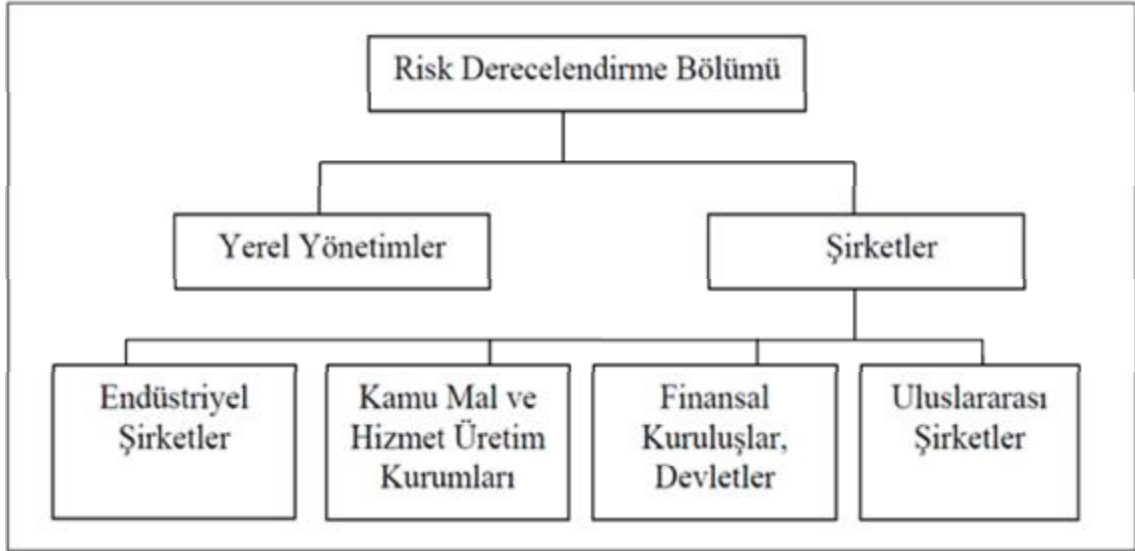 Risk Derecelendirme Bölümü
Yerel Yönetimler
Şirketler
Endüstriyel
Şirketler
Kamu Mal ve
Hizmet Üretim
Kurumları
Finansal
Kuruluşlar,
Devletler
Uluslararası
Şirketler